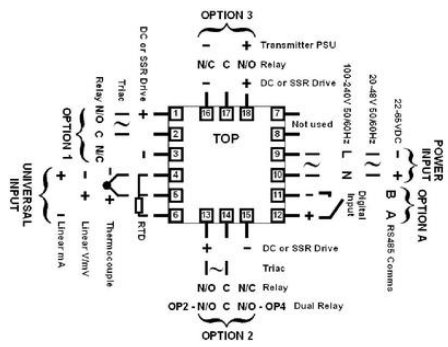 OPTION 3
− + Transmitter PSU
N/C C N/O Relay
− + DC or SSR Drive
16 17 18
TOP
1
2
3
4
5
6
7
8
9
10
11
12
13 14 15
Not used
DC or SSR Drive
+ −
Triac
|~|
Relay N/O C N/C
OPTION 1
UNIVERSAL INPUT
+ − Linear mA
+ − Linear V/mV
− + Thermocouple
RTD
100-240V 50/60Hz
L ~ N
20-48V 50/60Hz
|~|
22-65VDC
− +
POWER INPUT
Digital Input
− +
B A RS485 Comms
OPTION A
+ − DC or SSR Drive
|~| Triac
N/O C N/C Relay
OP2 - N/O C N/O - OP4 Dual Relay
OPTION 2